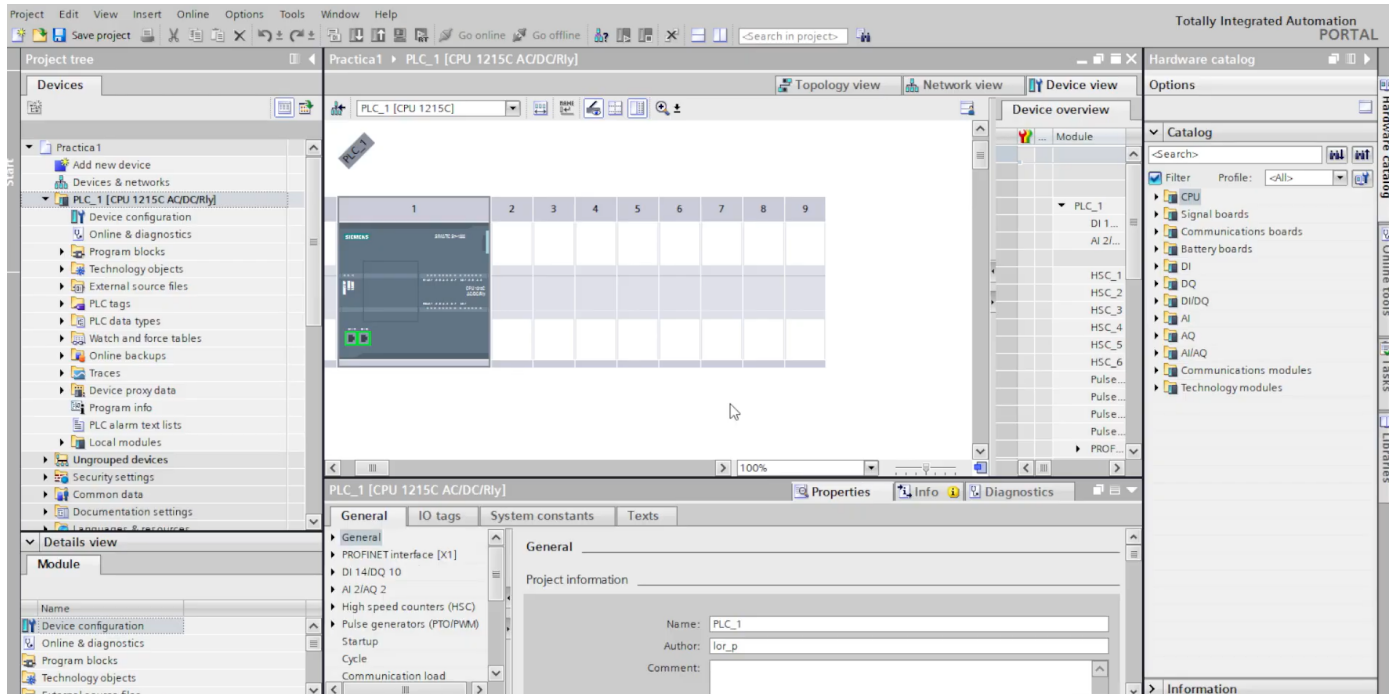 Project Edit View Insert Online Options Tools Window Help
Totally Integrated Automation
PORTAL
Save project
Go online
Go offline
<Search in project>
Project tree
Practica1
PLC_1 [CPU 1215C AC/DC/Rly]
Hardware catalog
Devices
Topology view
Network view
Device view
Options
PLC_1 [CPU 1215C]
Device overview
Module
Catalog
<Search>
Filter
Profile:
<All>
Practica1
Add new device
Devices & networks
PLC_1 [CPU 1215C AC/DC/Rly]
Device configuration
Online & diagnostics
Program blocks
Technology objects
External source files
PLC tags
PLC data types
Watch and force tables
Online backups
Traces
Device proxy data
Program info
PLC alarm text lists
Local modules
Ungrouped devices
Security settings
Common data
Documentation settings
Languages & resources
PLC_1
1 2 3 4 5 6 7 8 9
SIEMENS
100%
... Module
PLC_1
DI 1...
AI 2/...
HSC_1
HSC_2
HSC_3
HSC_4
HSC_5
HSC_6
Pulse...
Pulse...
Pulse...
Pulse...
PROF...
CPU
Signal boards
Communications boards
Battery boards
DI
DQ
DI/DQ
AI
AQ
AI/AQ
Communications modules
Technology modules
Information
Hardware catalog
Online tools
Tasks
Libraries
Start
Details view
Module
Name
Device configuration
Online & diagnostics
Program blocks
Technology objects
External source files
PLC_1 [CPU 1215C AC/DC/Rly]
Properties
Info
Diagnostics
General
IO tags
System constants
Texts
General
PROFINET interface [X1]
DI 14/DQ 10
AI 2/AQ 2
High speed counters (HSC)
Pulse generators (PTO/PWM)
Startup
Cycle
Communication load
General
Project information
Name: PLC_1
Author: lor_p
Comment: